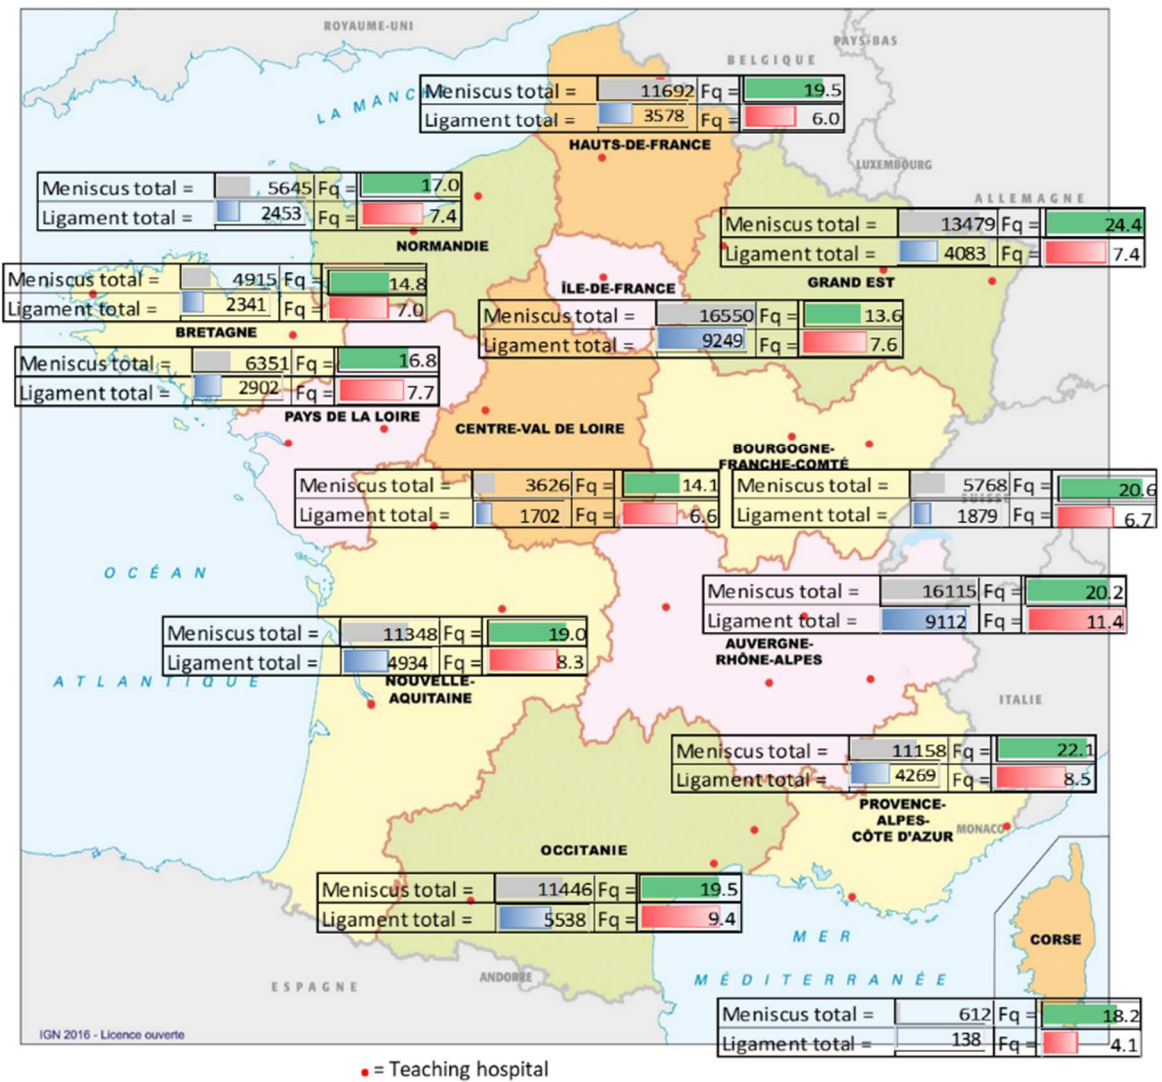 ROYAUME-UNI
PAYS-BAS
BELGIQUE
LA MANCHE
Meniscus total = 11692 Fq = 19.5
Ligament total = 3578 Fq = 6.0
HAUTS-DE-FRANCE
LUXEMBOURG
ALLEMAGNE
Meniscus total = 5645 Fq = 17.0
Ligament total = 2453 Fq = 7.4
NORMANDIE
Meniscus total = 13479 Fq = 24.4
Ligament total = 4083 Fq = 7.4
GRAND EST
Meniscus total = 4915 Fq = 14.8
Ligament total = 2341 Fq = 7.0
BRETAGNE
ÎLE-DE-FRANCE
Meniscus total = 16550 Fq = 13.6
Ligament total = 9249 Fq = 7.6
Meniscus total = 6351 Fq = 16.8
Ligament total = 2902 Fq = 7.7
PAYS DE LA LOIRE
CENTRE-VAL DE LOIRE
BOURGOGNE-
FRANCHE-COMTÉ
Meniscus total = 3626 Fq = 14.1
Ligament total = 1702 Fq = 6.6
Meniscus total = 5768 Fq = 20.6
Ligament total = 1879 Fq = 6.7
SUISSE
OCÉAN
ATLANTIQUE
Meniscus total = 16115 Fq = 20.2
Ligament total = 9112 Fq = 11.4
AUVERGNE-
RHÔNE-ALPES
Meniscus total = 11348 Fq = 19.0
Ligament total = 4934 Fq = 8.3
NOUVELLE-
AQUITAINE
ITALIE
Meniscus total = 11158 Fq = 22.1
Ligament total = 4269 Fq = 8.5
PROVENCE-
ALPES-
CÔTE D'AZUR
MONACO
OCCITANIE
Meniscus total = 11446 Fq = 19.5
Ligament total = 5538 Fq = 9.4
MER
MÉDITERRANÉE
CORSE
ESPAGNE
ANDORRE
Meniscus total = 612 Fq = 18.2
Ligament total = 138 Fq = 4.1
IGN 2016 - Licence ouverte
= Teaching hospital